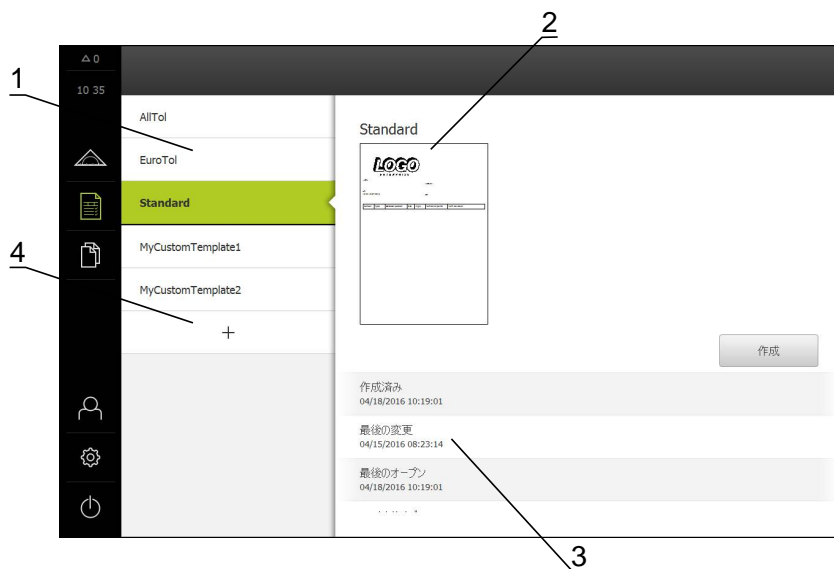 2
△ 0
1
10 35
AllTol
EuroTol
Standard
MyCustomTemplate1
MyCustomTemplate2
+
4
Standard
LOGO
ENTERPRISE
作成
作成済み
04/18/2016 10:19:01
最後の変更
04/15/2016 08:23:14
最後のオープン
04/18/2016 10:19:01
3